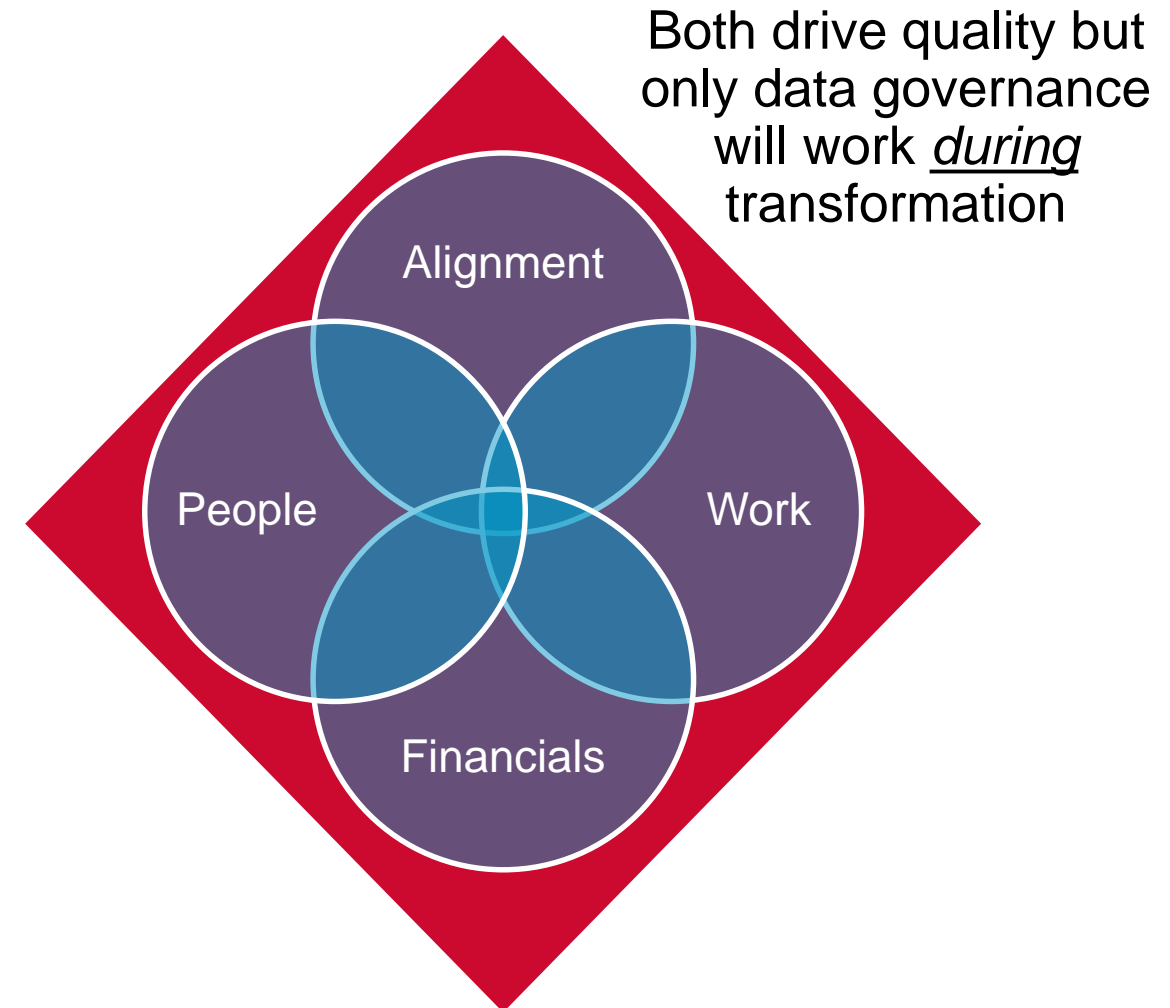 Both drive quality but
only data governance
will work during
transformation
Alignment
People
Work
Financials